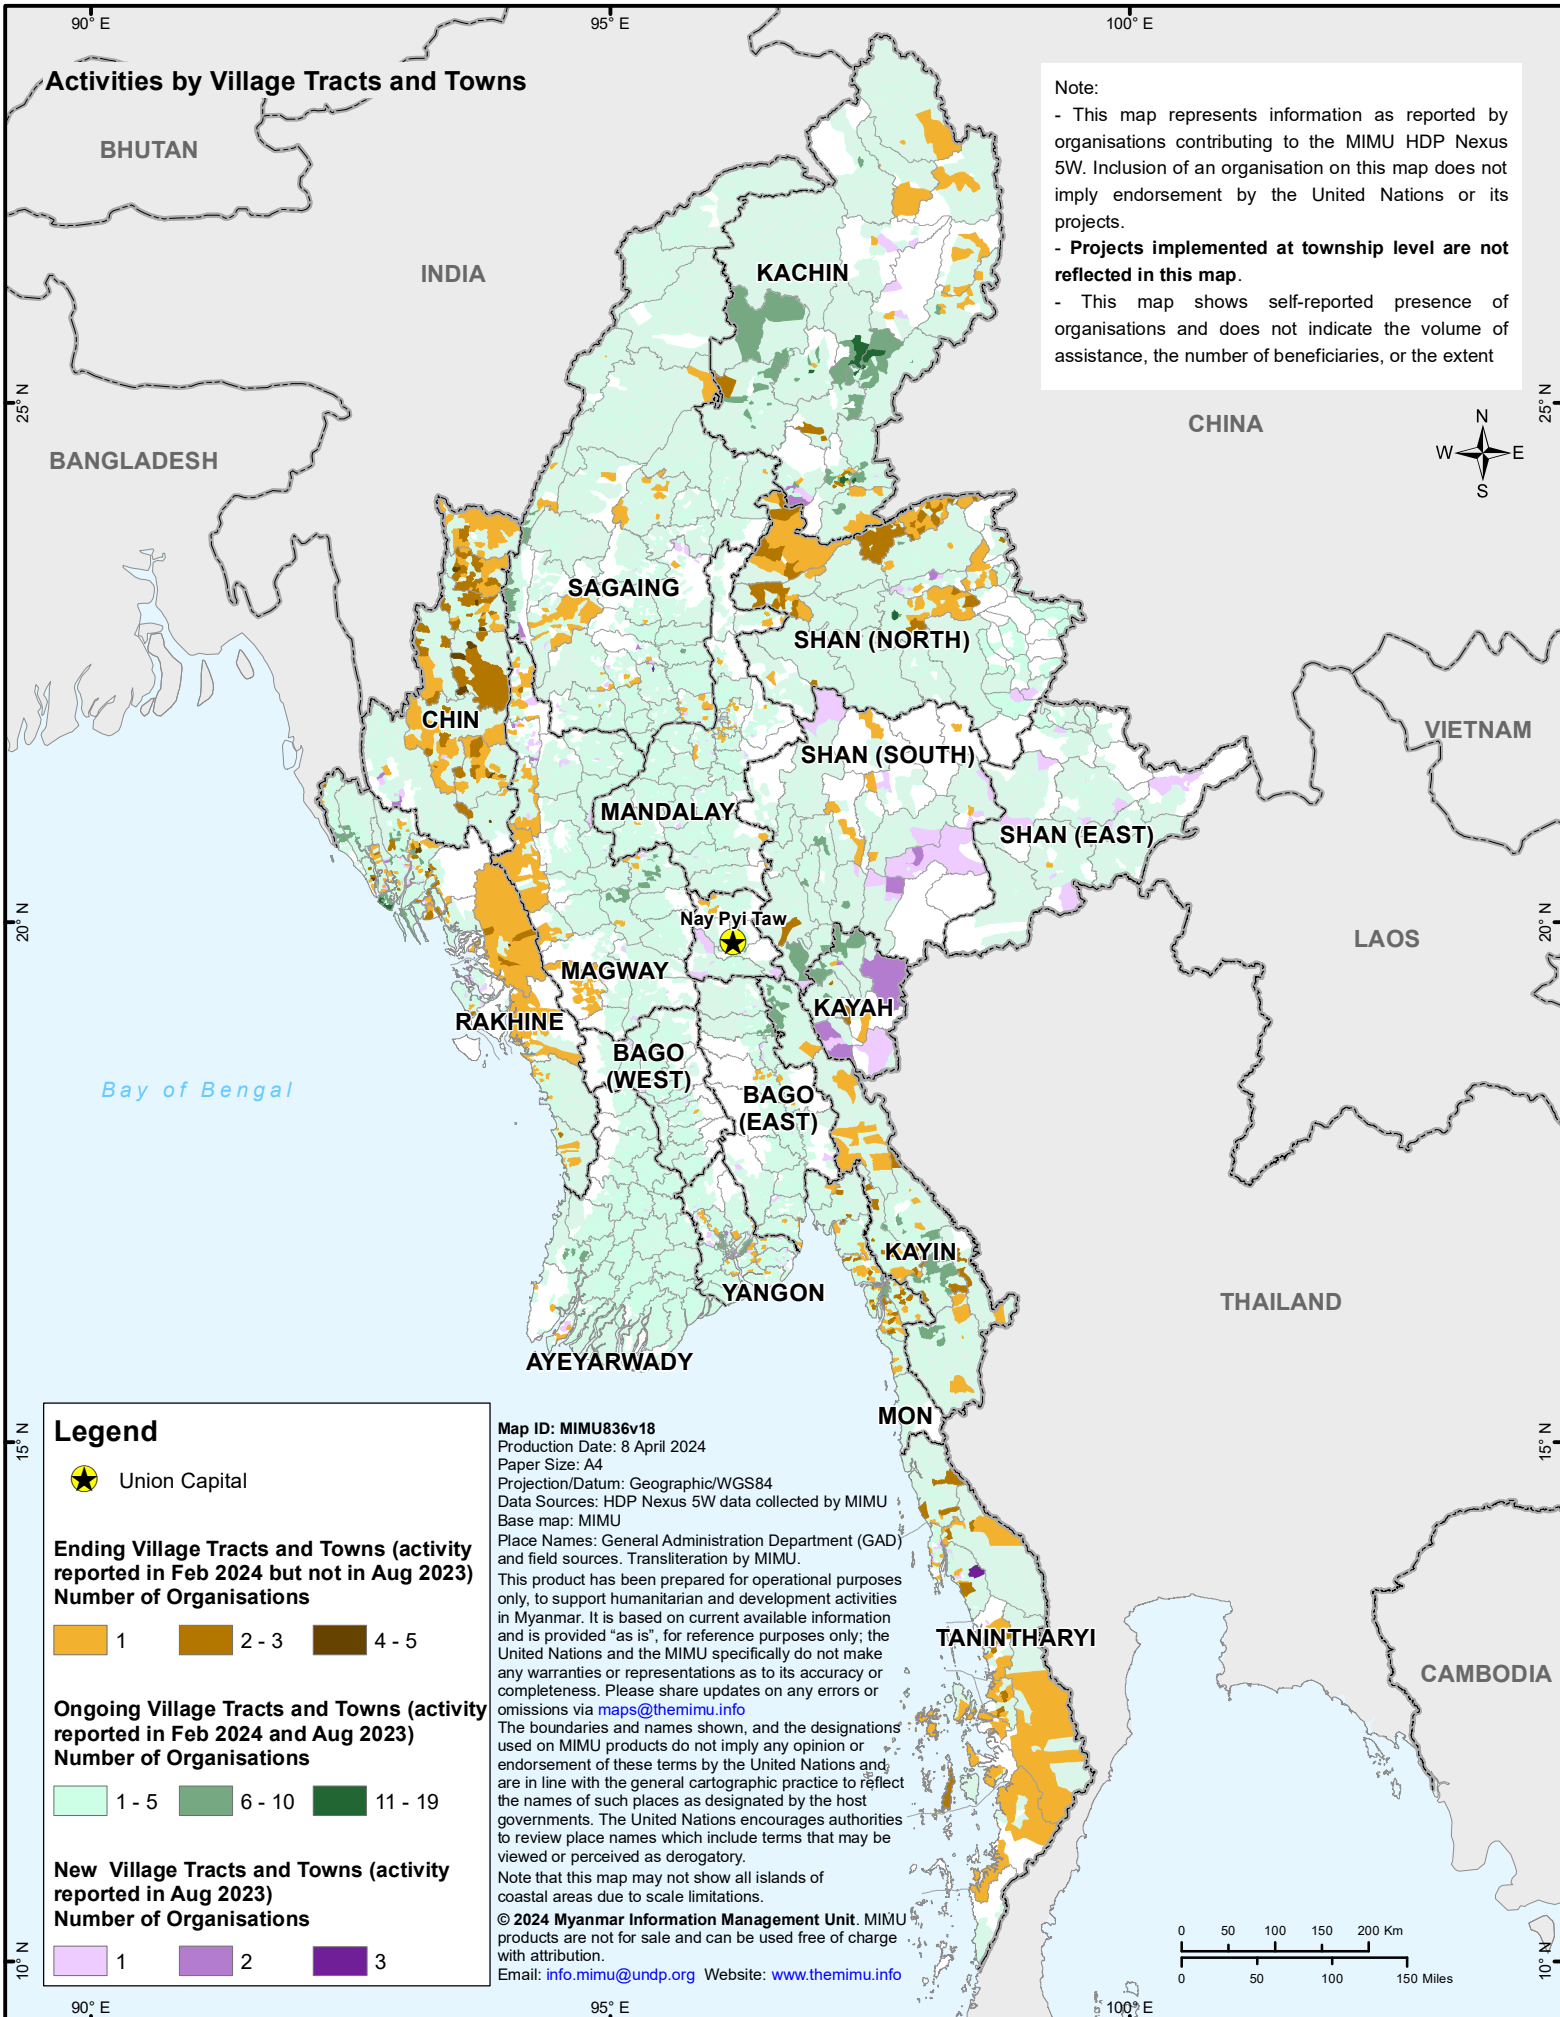 90° E
95° E
100° E
Activities by Village Tracts and Towns
Note:
- This map represents information as reported by
organisations contributing to the MIMU HDP Nexus
5W. Inclusion of an organisation on this map does not
imply endorsement by the United Nations or its
projects.
- Projects implemented at township level are not
reflected in this map.
- This map shows self-reported presence of
organisations and does not indicate the volume of
assistance, the number of beneficiaries, or the extent
BHUTAN
INDIA
KACHIN
25° N
25° N
CHINA
N
W
E
S
BANGLADESH
SAGAING
SHAN (NORTH)
CHIN
VIETNAM
SHAN (SOUTH)
MANDALAY
SHAN (EAST)
20° N
Nay Pyi Taw
20° N
LAOS
MAGWAY
KAYAH
RAKHINE
BAGO
(WEST)
Bay of Bengal
BAGO
(EAST)
KAYIN
YANGON
THAILAND
AYEYARWADY
MON
15° N
15° N
TANINTHARYI
CAMBODIA
Legend
Union Capital
Ending Village Tracts and Towns (activity
reported in Feb 2024 but not in Aug 2023)
Number of Organisations
1
2 - 3
4 - 5
Ongoing Village Tracts and Towns (activity
reported in Feb 2024 and Aug 2023)
Number of Organisations
1 - 5
6 - 10
11 - 19
New Village Tracts and Towns (activity
reported in Aug 2023)
Number of Organisations
1
2
3
Map ID: MIMU836v18
Production Date: 8 April 2024
Paper Size: A4
Projection/Datum: Geographic/WGS84
Data Sources: HDP Nexus 5W data collected by MIMU
Base map: MIMU
Place Names: General Administration Department (GAD)
and field sources. Transliteration by MIMU.
This product has been prepared for operational purposes
only, to support humanitarian and development activities
in Myanmar. It is based on current available information
and is provided “as is”, for reference purposes only; the
United Nations and the MIMU specifically do not make
any warranties or representations as to its accuracy or
completeness. Please share updates on any errors or
omissions via maps@themimu.info
The boundaries and names shown, and the designations
used on MIMU products do not imply any opinion or
endorsement of these terms by the United Nations and
are in line with the general cartographic practice to reflect
the names of such places as designated by the host
governments. The United Nations encourages authorities
to review place names which include terms that may be
viewed or perceived as derogatory.
Note that this map may not show all islands of
coastal areas due to scale limitations.
© 2024 Myanmar Information Management Unit. MIMU
products are not for sale and can be used free of charge
with attribution.
Email: info.mimu@undp.org Website: www.themimu.info
0 50 100 150 200 Km
0 50 100 150 Miles
10° N
10° N
90° E
95° E
100° E